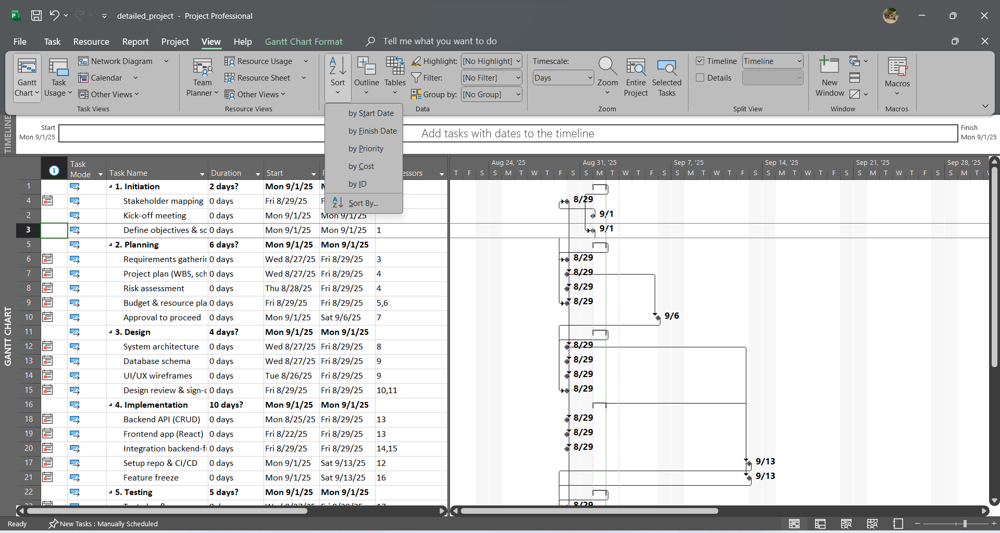 detailed_project - Project Professional
File Task Resource Report Project View Help Gantt Chart Format Tell me what you want to do
Gantt Chart
Task Usage
Network Diagram
Calendar
Other Views
Task Views
Team Planner
Resource Usage
Resource Sheet
Other Views
Resource Views
Sort
Outline
Tables
Highlight: [No Highlight]
Filter: [No Filter]
Group by: [No Group]
Data
Timescale:
Days
Zoom
Entire Project
Selected Tasks
Zoom
Timeline Timeline
Details
Split View
New Window
Window
Macros
Macros
by Start Date
by Finish Date
by Priority
by Cost
by ID
Sort By...
TIMELINE
Start
Mon 9/1/25
Add tasks with dates to the timeline
Finish
Mon 9/1/25
GANTT CHART
Task Mode Task Name Duration Start
1 1. Initiation 2 days? Mon 9/1/25
4 Stakeholder mapping 0 days Fri 8/29/25
2 Kick-off meeting 0 days Mon 9/1/25 Mon 9/1/25
3 Define objectives & sc 0 days Mon 9/1/25 Mon 9/1/25 1
5 2. Planning 6 days? Mon 9/1/25 Mon 9/1/25
6 Requirements gatherin 0 days Wed 8/27/25 Fri 8/29/25 3
7 Project plan (WBS, sch 0 days Wed 8/27/25 Fri 8/29/25 4
8 Risk assessment 0 days Thu 8/28/25 Fri 8/29/25 4
9 Budget & resource pla 0 days Fri 8/29/25 Fri 8/29/25 5,6
10 Approval to proceed 0 days Mon 9/1/25 Sat 9/6/25 7
11 3. Design 4 days? Mon 9/1/25 Mon 9/1/25
12 System architecture 0 days Wed 8/27/25 Fri 8/29/25 8
13 Database schema 0 days Wed 8/27/25 Fri 8/29/25 9
14 UI/UX wireframes 0 days Tue 8/26/25 Fri 8/29/25 9
15 Design review & sign-o 0 days Fri 8/29/25 Fri 8/29/25 10,11
16 4. Implementation 10 days? Mon 9/1/25 Mon 9/1/25
18 Backend API (CRUD) 0 days Mon 8/25/25 Fri 8/29/25 13
19 Frontend app (React) 0 days Fri 8/22/25 Fri 8/29/25 13
20 Integration backend-fr 0 days Fri 8/29/25 Fri 8/29/25 14,15
17 Setup repo & CI/CD 0 days Mon 9/1/25 Sat 9/13/25 12
21 Feature freeze 0 days Mon 9/1/25 Sat 9/13/25 16
22 5. Testing 5 days? Mon 9/1/25 Mon 9/1/25
Aug 24, '25 Aug 31, '25 Sep 7, '25 Sep 14, '25 Sep 21, '25 Sep 28, '25
T F S S M T W T F S S M T W T F S S M T W T F S S M T W T F S S M T W T F S S M T
8/29
9/1
9/1
8/29
8/29
8/29
8/29
9/6
8/29
8/29
8/29
8/29
8/29
8/29
8/29
9/13
9/13
8/29
Ready New Tasks : Manually Scheduled